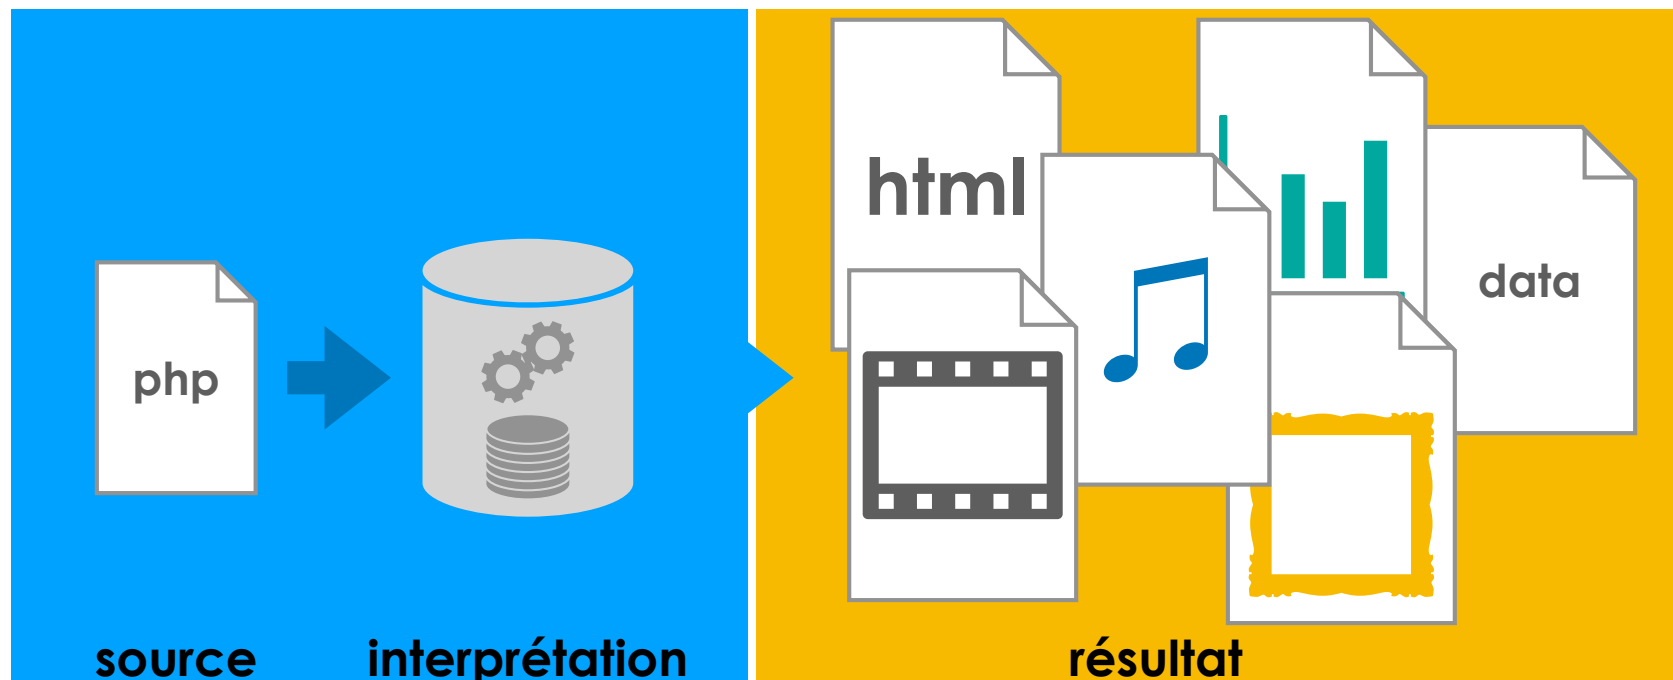 php
html
data
source
interprétation
résultat